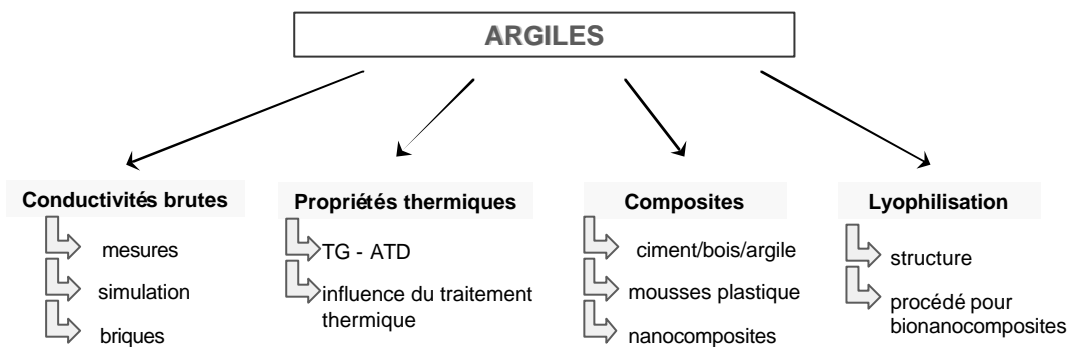 ARGILES
Conductivités brutes
mesures
simulation
briques
Propriétés thermiques
TG - ATD
influence du traitement
thermique
Composites
ciment/bois/argile
mousses plastique
nanocomposites
Lyophilisation
structure
procédé pour
bionanocomposites